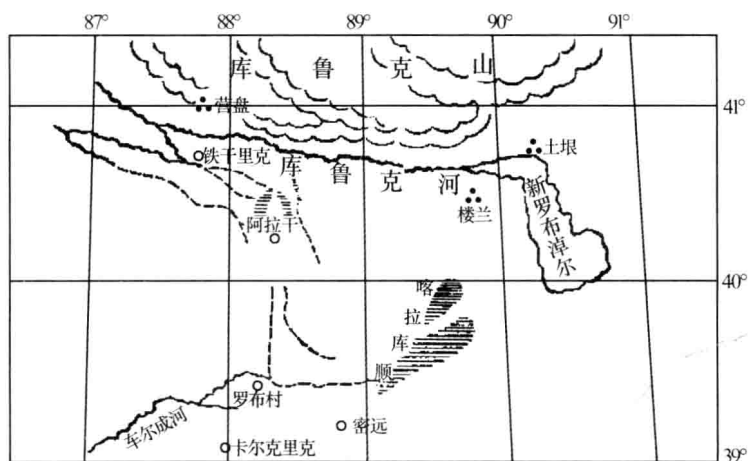 87° 88° 89° 90° 91°
库鲁克山
41°
营盘
土垠
铁干里克
库鲁克河
楼兰
新罗布淖尔
阿拉干
40°
喀拉库顺
罗布村
车尔成河
密远
卡尔克里克
39°